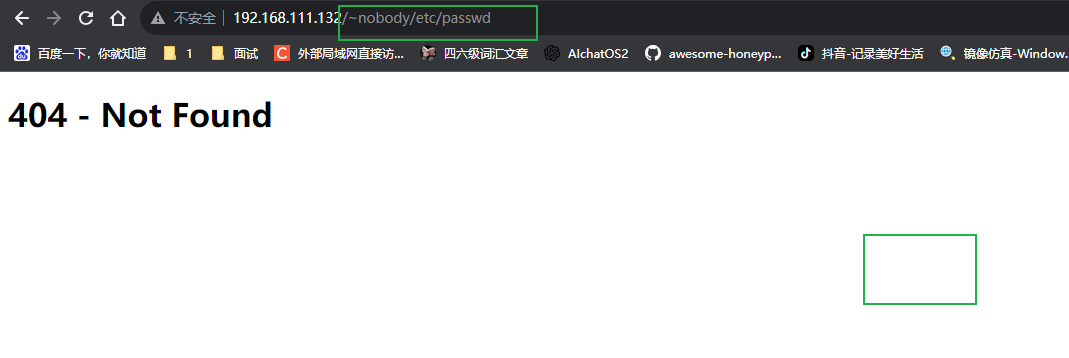 不安全 192.168.111.132/~nobody/etc/passwd
百度一下，你就知道 1 面试 外部局域网直接访... 四六级词汇文章 AIchatOS2 awesome-honeyp... 抖音-记录美好生活 镜像仿真-Window.
404 - Not Found